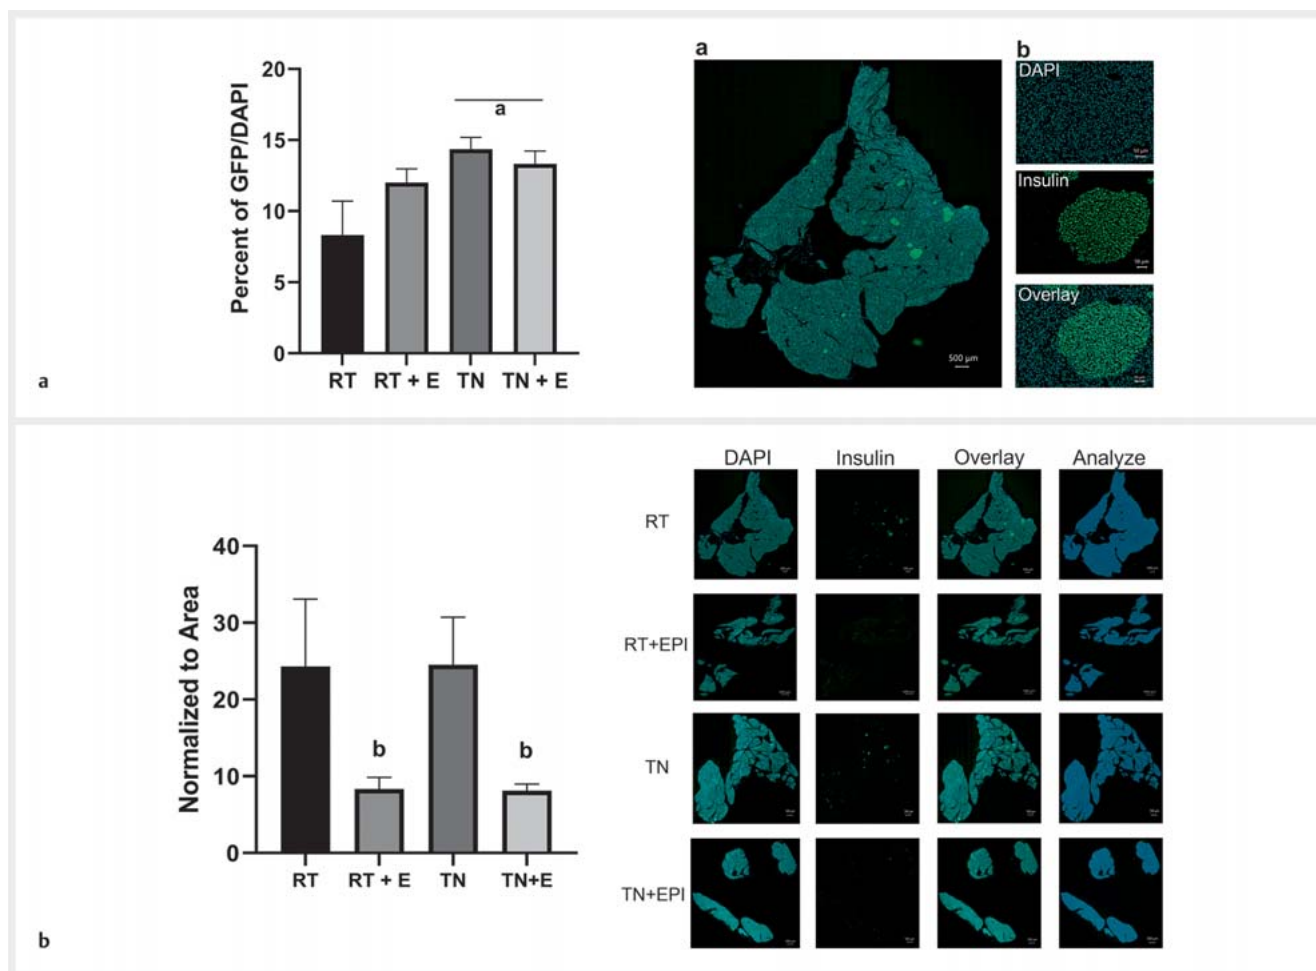 20
15
10
5
0
Percent of GFP/DAPI
a
RT
RT + E
TN
TN + E
a
a
500 µm
b
DAPI
Insulin
Overlay
40
30
20
10
0
Normalized to Area
b
b
RT
RT + E
TN
TN+E
b
DAPI
Insulin
Overlay
Analyze
RT
RT+EPI
TN
TN+EPI